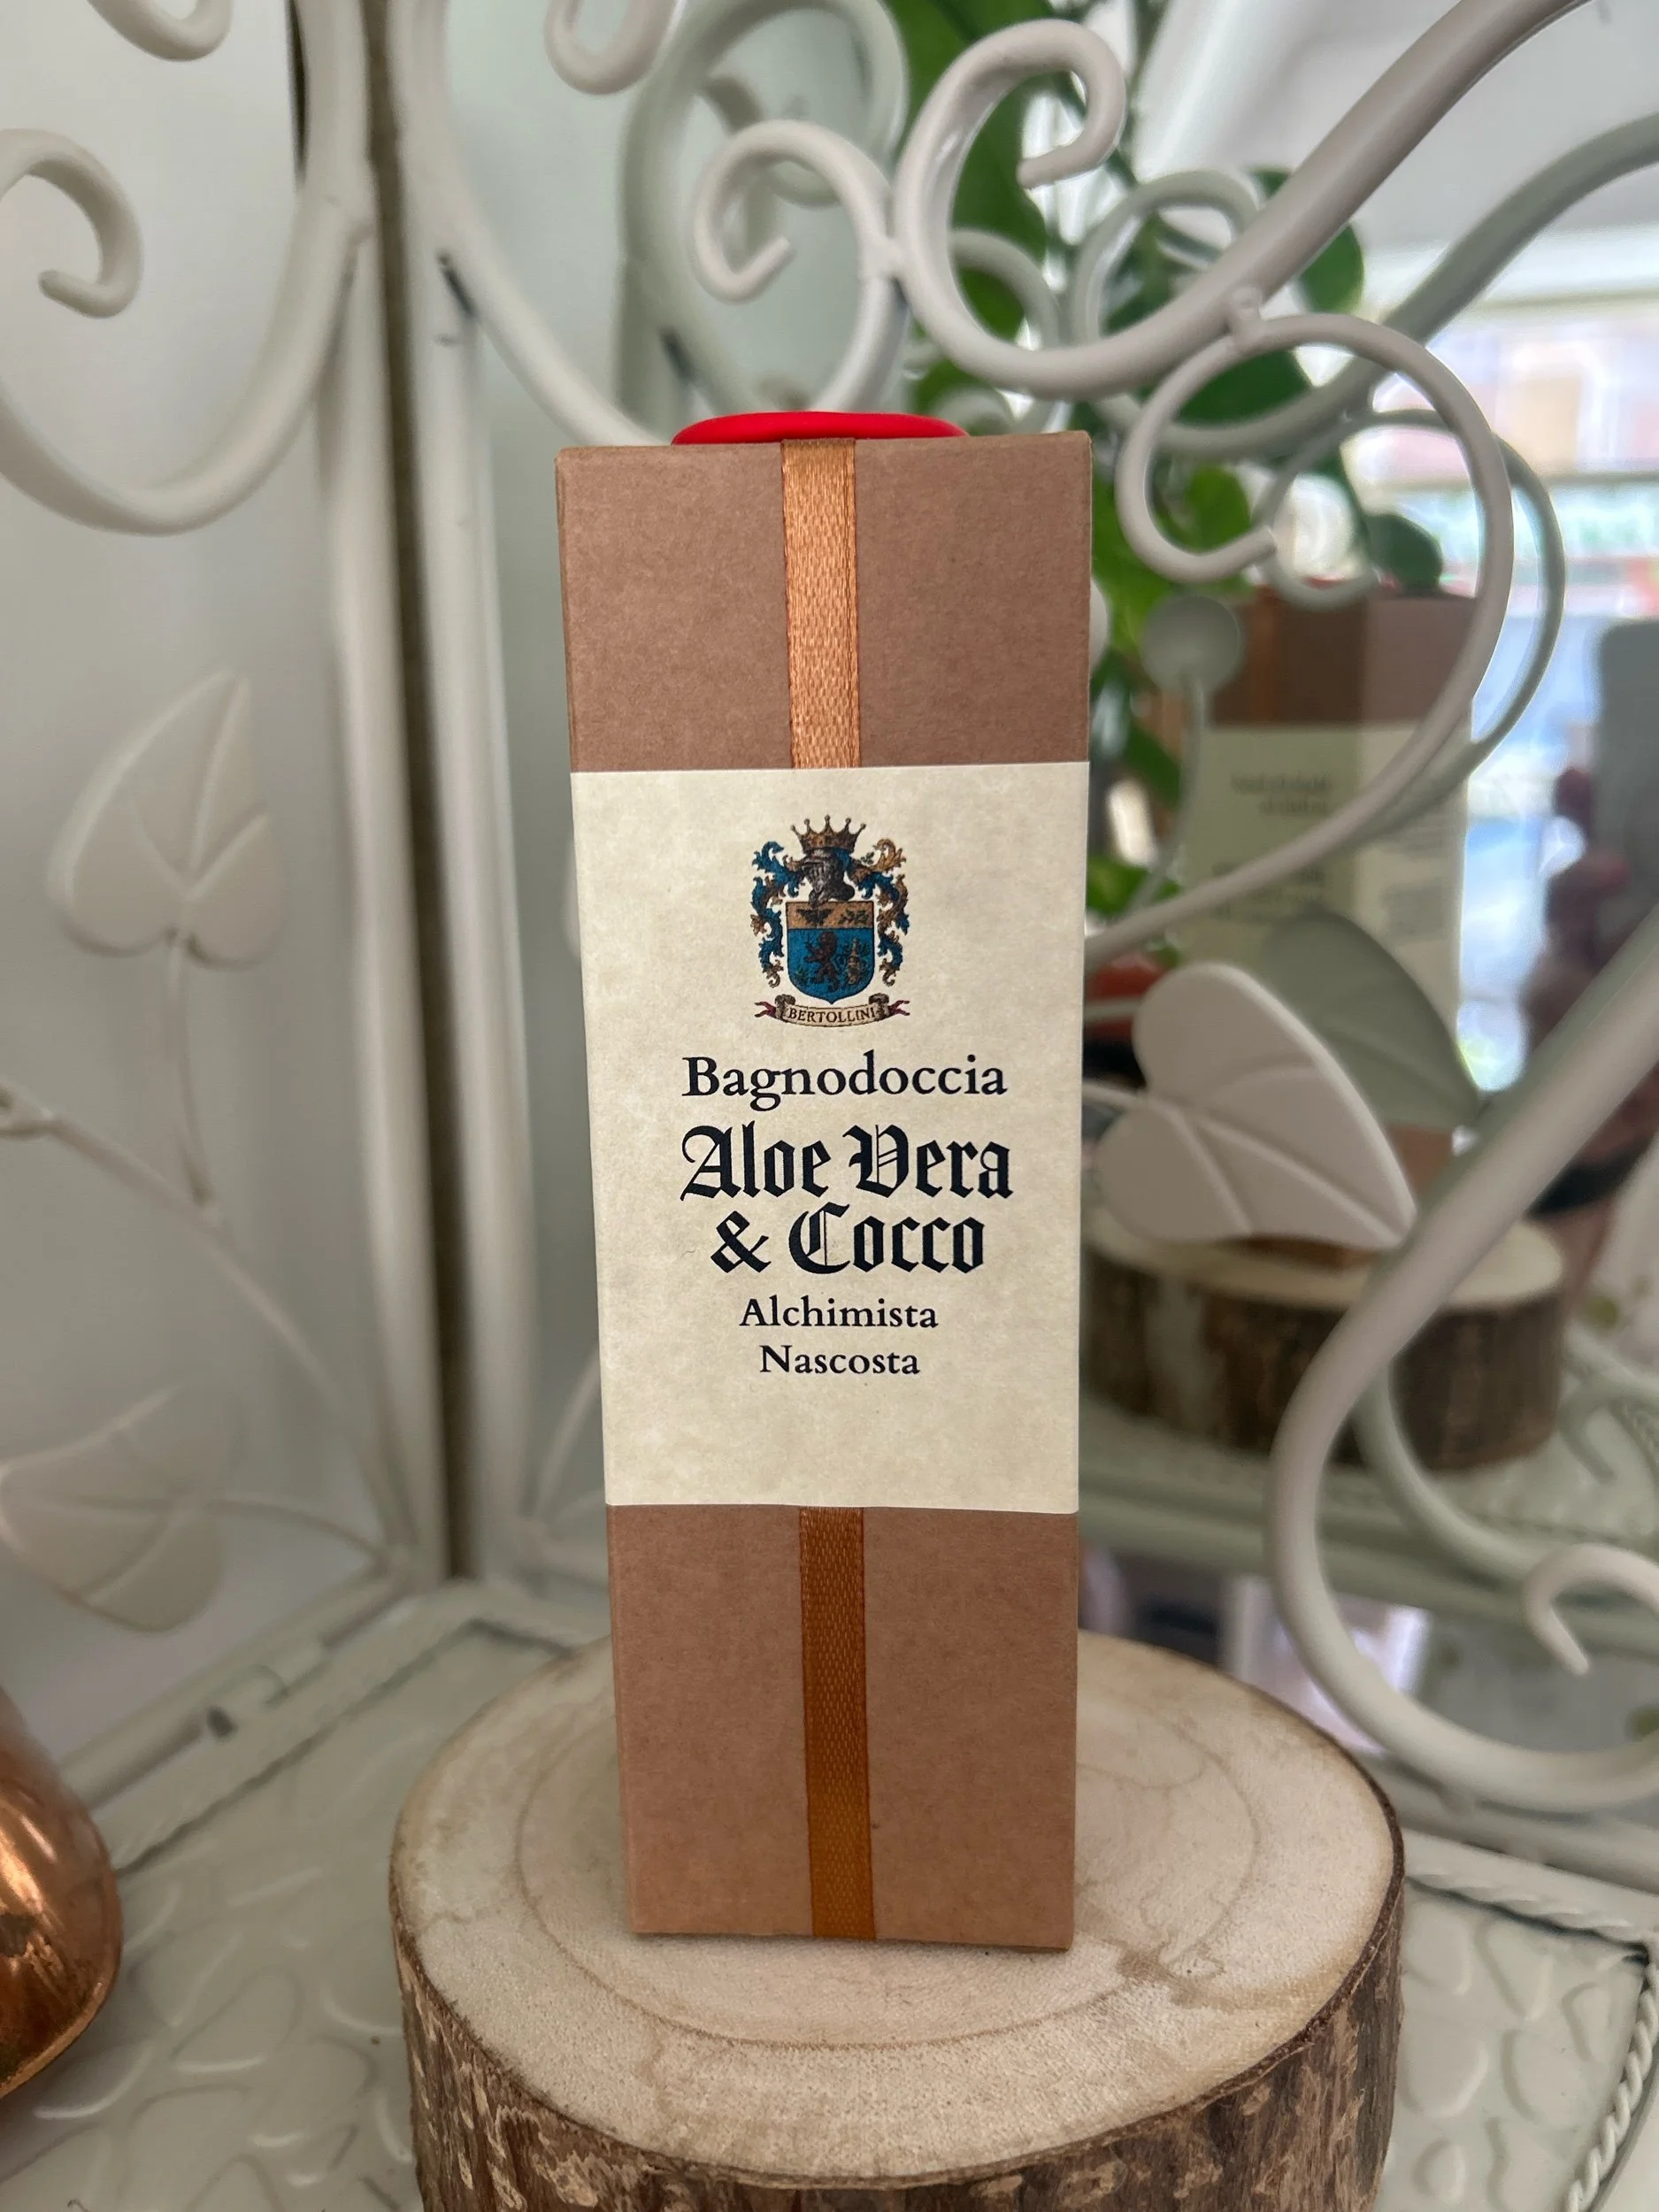 BERTOLLINI
Bagnodoccia
Aloe Vera
& Cocco
Alchimista
Nascosta